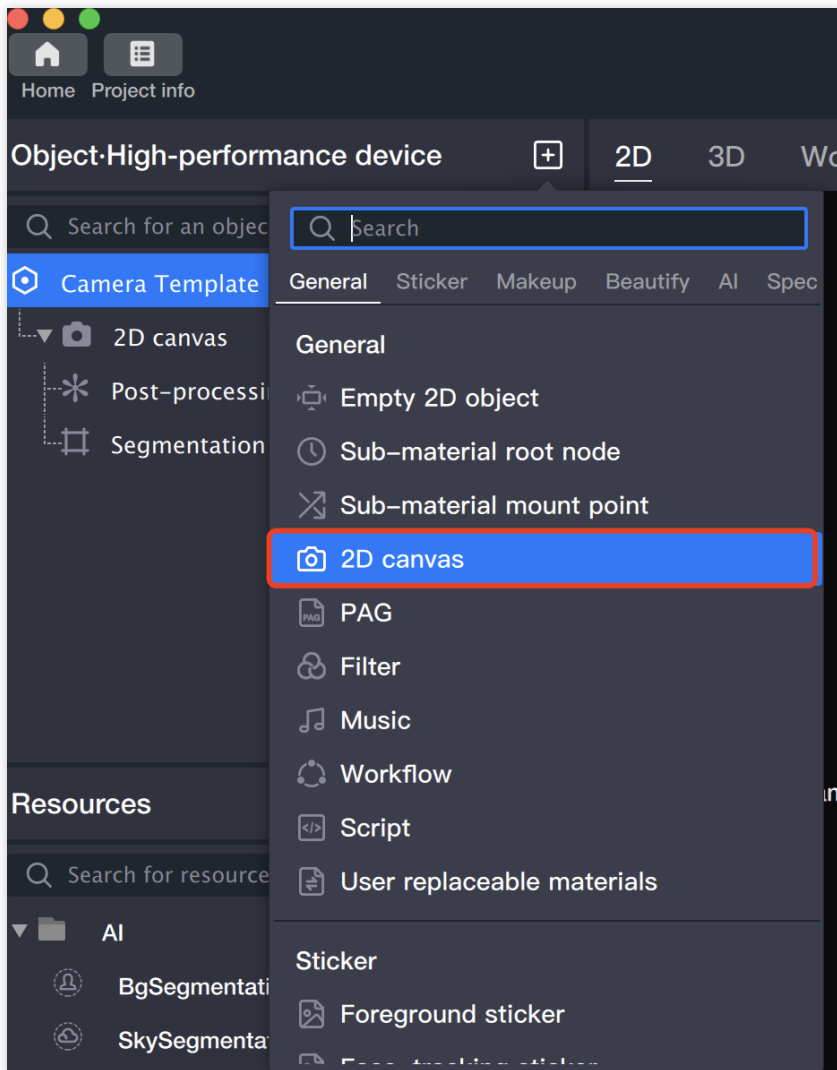 Home Project info
Object·High-performance device
2D 3D
Search for an objec
Search
Camera Template
General Sticker Makeup Beautify AI Spec
2D canvas
General
Post-processi
Empty 2D object
Segmentation
Sub-material root node
Sub-material mount point
2D canvas
PAG
Filter
Music
Workflow
Resources
Script
Search for resource
User replaceable materials
AI
Sticker
BgSegmentati
Foreground sticker
SkySegmenta